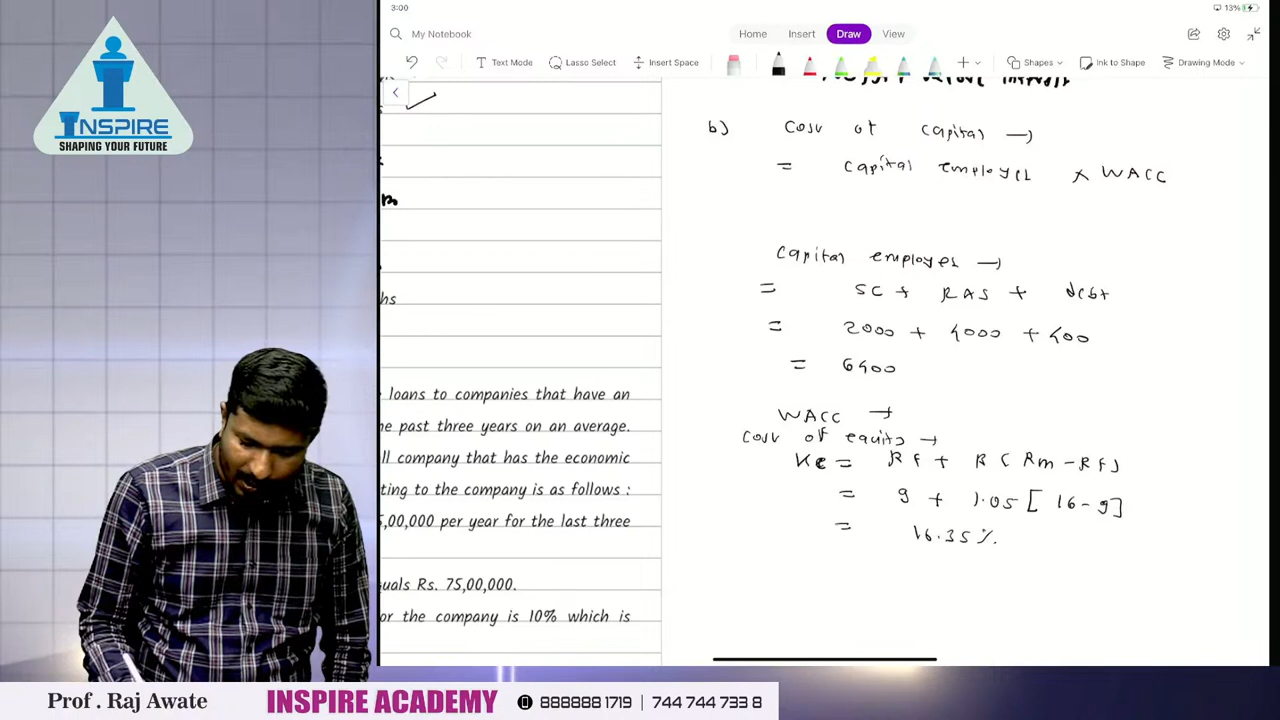 INSPIRE
SHAPING YOUR FUTURE
3:00
13%
My Notebook
Home Insert Draw View
Text Mode Lasso Select Insert Space Shapes Ink to Shape Drawing Mode
b) Cost of capital →
= capital employed × WACC
hs
loans to companies that have an
e past three years on an average.
ll company that has the economic
ting to the company is as follows :
5,00,000 per year for the last three
uals Rs. 75,00,000.
or the company is 10% which is
Capital employed →
= SC + R&S + debt
= 2000 + 4000 + 400
= 6400
WACC →
Cost of equity →
Ke = Rf + B (Rm - Rf)
= 9 + 1.05 [16 - 9]
= 16.35%
Prof . Raj Awate INSPIRE ACADEMY 888888 1719 | 744 744 733 8